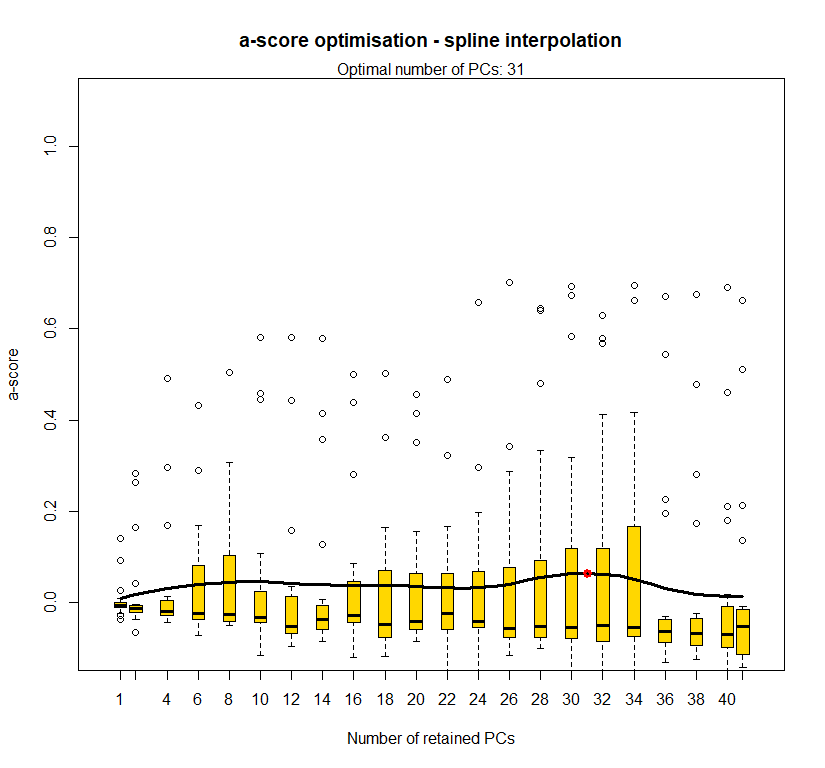 a-score optimisation - spline interpolation
Optimal number of PCs: 31
a-score
1.0
0.8
0.6
0.4
0.2
0.0
1 4 6 8 10 12 14 16 18 20 22 24 26 28 30 32 34 36 38 40
Number of retained PCs